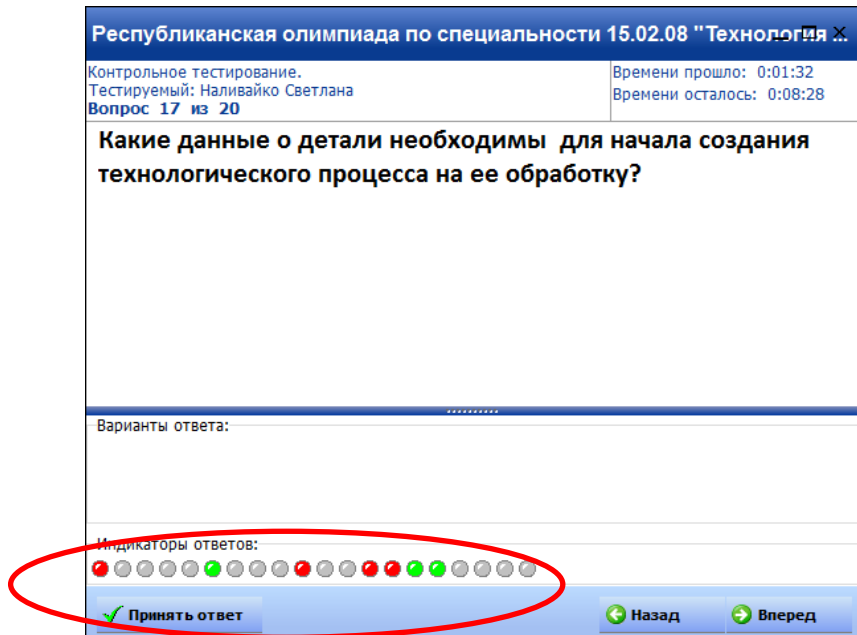 Республиканская олимпиада по специальности 15.02.08 "Технология ...
Контрольное тестирование.
Тестируемый: Наливайко Светлана
Вопрос 17 из 20
Времени прошло: 0:01:32
Времени осталось: 0:08:28
Какие данные о детали необходимы для начала создания
технологического процесса на ее обработку?
Варианты ответа:
Индикаторы ответов:
Принять ответ
Назад
Вперед